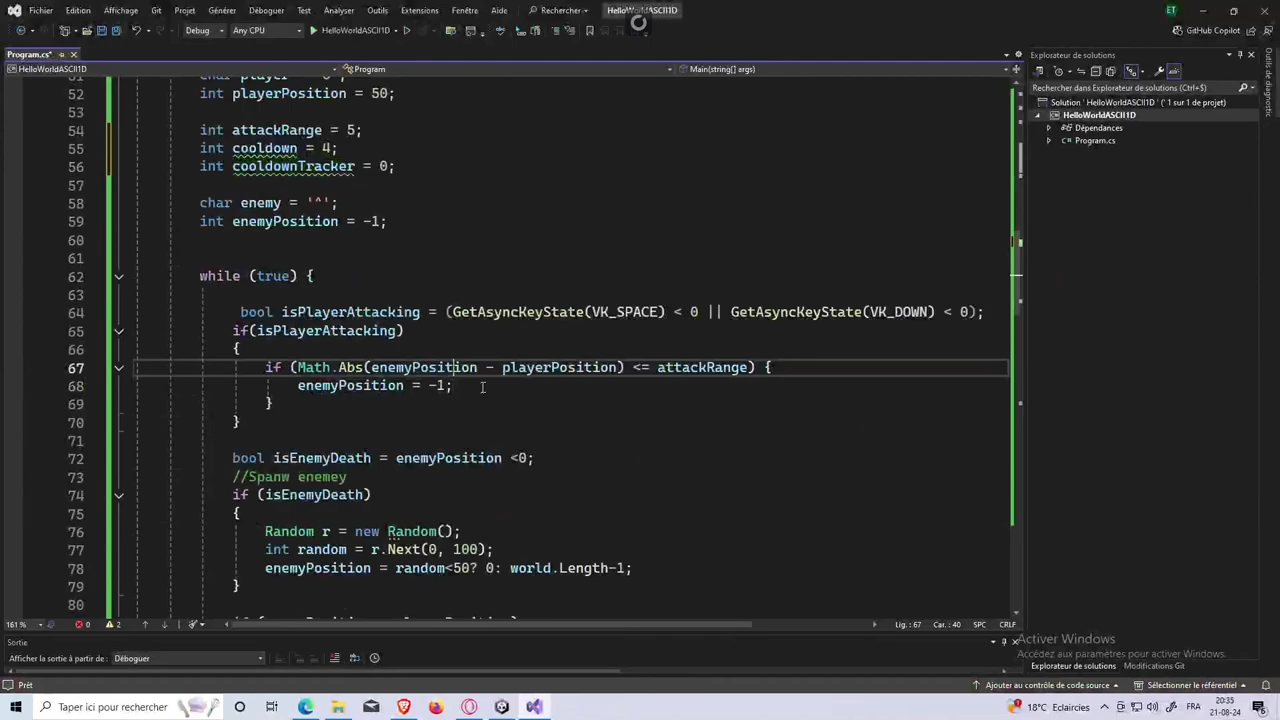 Fichier Edition Affichage Git Projet Générer Déboguer Test Analyser Outils Extensions Fenêtre Aide Rechercher HelloWorldASCII1D ET
Debug Any CPU HelloWorldASCII1D GitHub Copilot
Program.cs* Explorateur de solutions
HelloWorldASCII1D Program Main(string[] args)
Rechercher dans Explorateur de solutions (Ctrl+$)
Solution ' HelloWorldASCII1D ' (' 1 sur 1 de projet)
HelloWorldASCII1D
Dépendances
Program.cs
Outils de diagnostic
52 int playerPosition = 50;
53
54 int attackRange = 5;
55 int cooldown = 4;
56 int cooldownTracker = 0;
57
58 char enemy = '^';
59 int enemyPosition = -1;
60
61
62 while (true) {
63
64 bool isPlayerAttacking = (GetAsyncKeyState(VK_SPACE) < 0 || GetAsyncKeyState(VK_DOWN) < 0);
65 if(isPlayerAttacking)
66 {
67 if (Math.Abs(enemyPosition - playerPosition) <= attackRange) {
68 enemyPosition = -1;
69 }
70 }
71
72 bool isEnemyDeath = enemyPosition <0;
73 //Spanw enemey
74 if (isEnemyDeath)
75 {
76 Random r = new Random();
77 int random = r.Next(0, 100);
78 enemyPosition = random<50? 0: world.Length-1;
79 }
80
161 % 0 2 Lig. : 67 Car. : 40 SPC CRLF
Sortie
Afficher la sortie à partir de : Déboguer
Activer Windows
Accédez aux paramètres pour activer Windows.
Explorateur de solutions Modifications Git
Prêt Ajouter au contrôle de code source Sélectionner le référentiel
Taper ici pour rechercher 18°C Eclaircies FRA 20:35
21-08-24